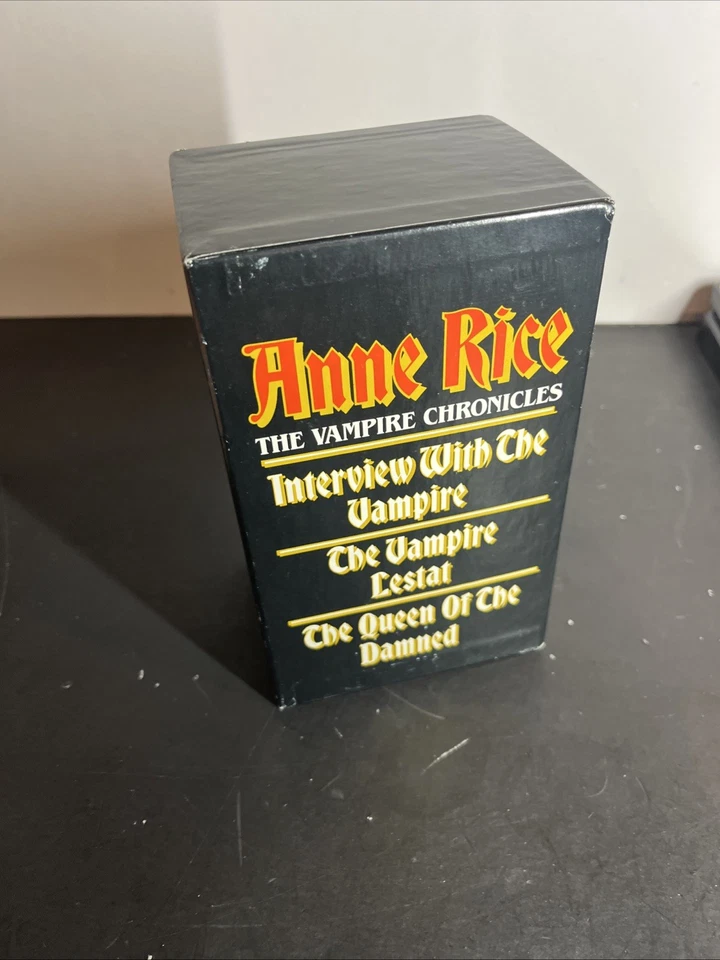 Anne Rice
THE VAMPIRE CHRONICLES
Interview With The
Vampire
The Vampire
Lestat
The Queen Of The
Damned